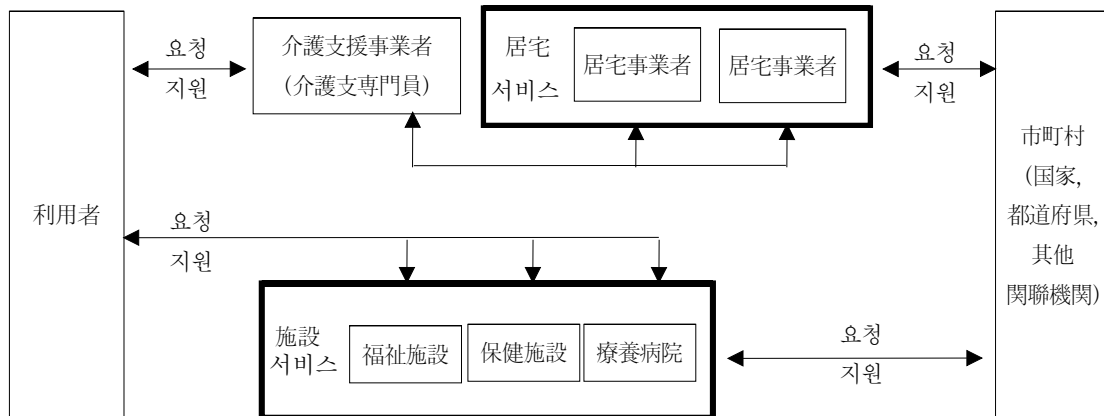 利用者
요청
지원
介護支援事業者
(介護支専門員)
居宅
서비스
居宅事業者
居宅事業者
요청
지원
市町村
(国家,
都道府県,
其他
関聯機関)
요청
지원
施設
서비스
福祉施設
保健施設
療養病院
요청
지원